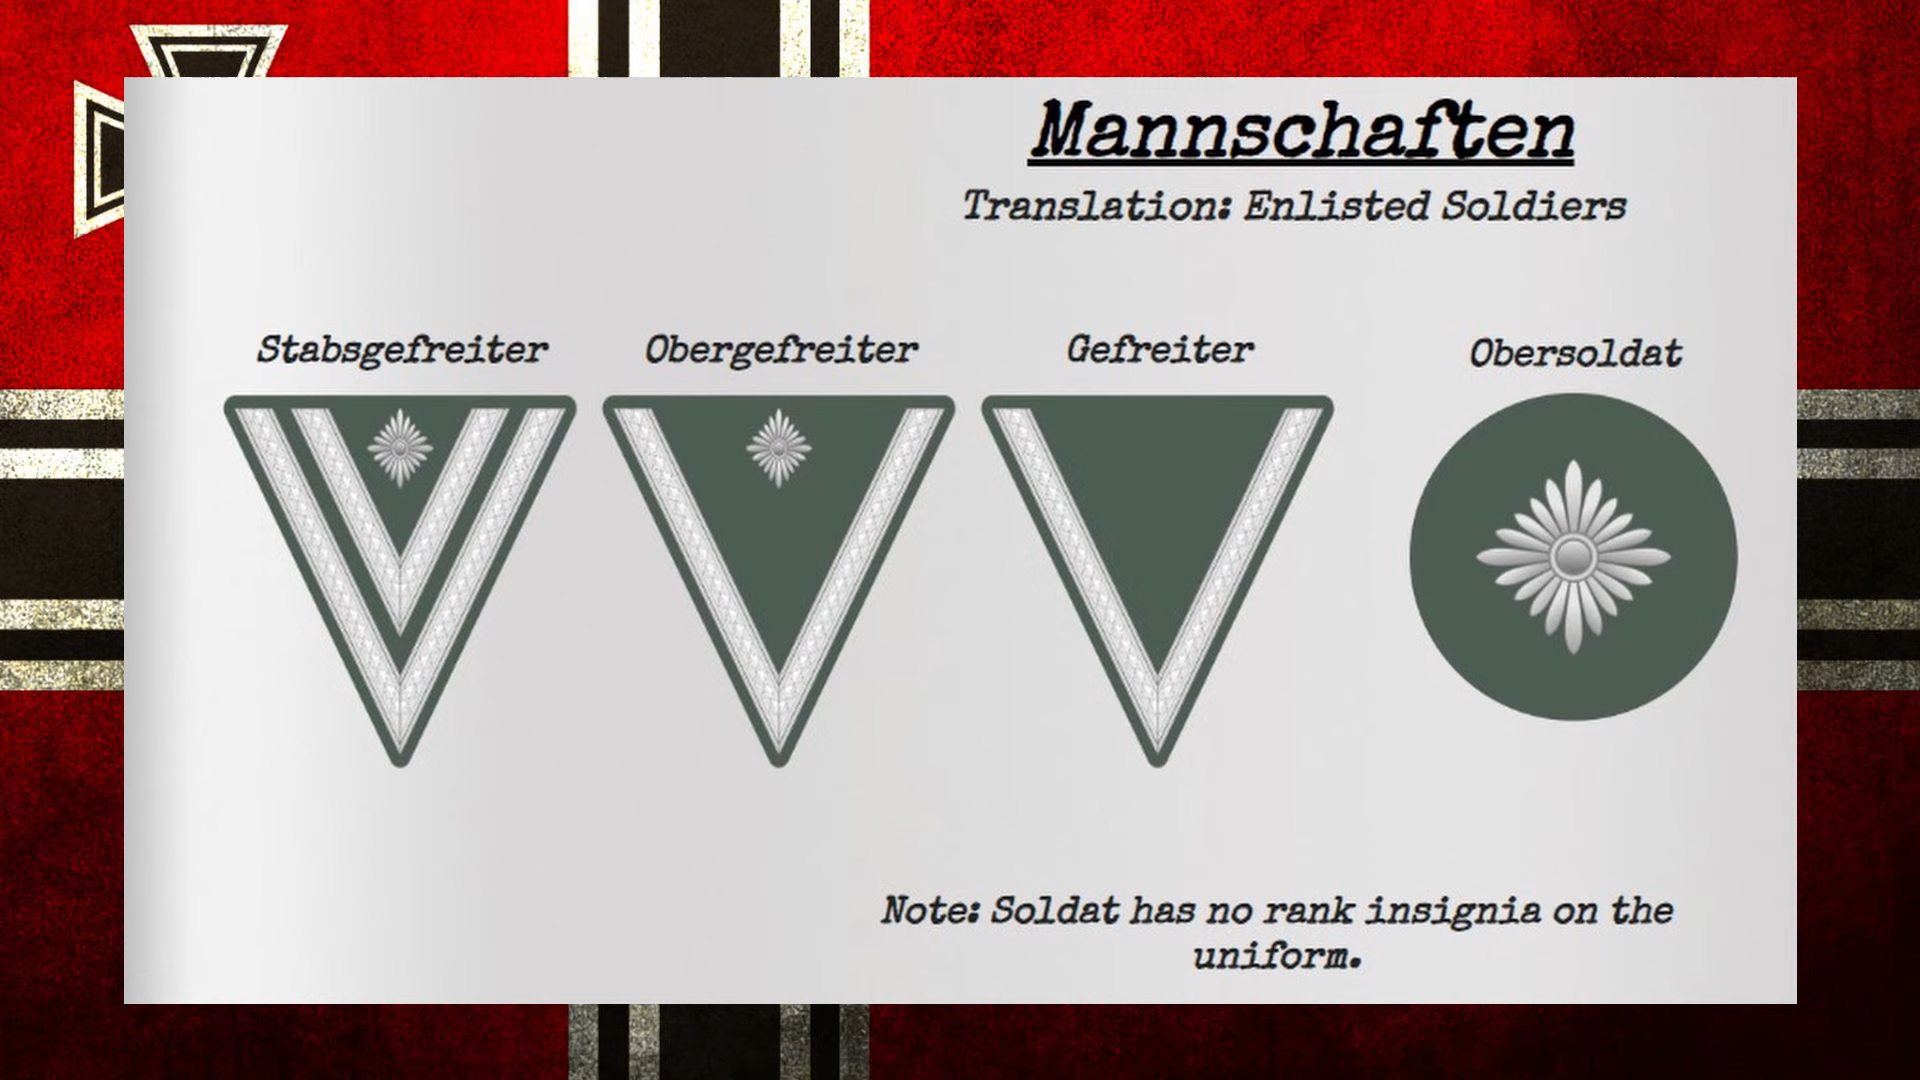 Mannschaften
Translation: Enlisted Soldiers
Stabsgefreiter
Obergefreiter
Gefreiter
Obersoldat
Note: Soldat has no rank insignia on the
uniform.